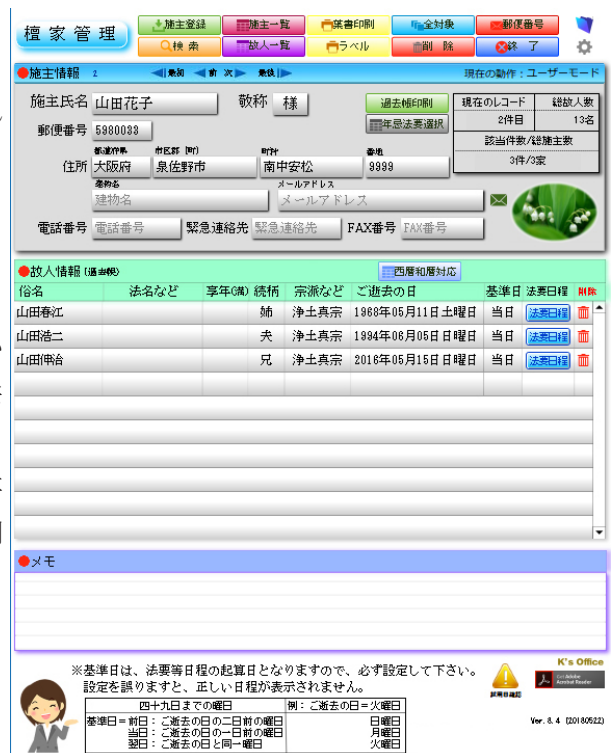 檀家管理
施主登録 施主一覧 葉書印刷 全対象 郵便番号
検 索 故人一覧 ラベル 削 除 終 了
●施主情報 2 最初 前 次 最後 現在の動作：ユーザーモード
施主氏名 山田花子 敬称 様 過去帳印刷 現在のレコード 総故人数
年忌法要選択 2件目 13名
郵便番号 5980033 該当件数/総施主数
都道府県 市区郡 (町) 町村 番地
住所 大阪府 泉佐野市 南中安松 9999 3件/3家
建物名 メールアドレス
建物名 メールアドレス
電話番号 電話番号 緊急連絡先 緊急連絡先 FAX番号 FAX番号
●故人情報 (過去帳) 西暦和暦対応
俗名 法名など 享年(満) 続柄 宗派など ご逝去の日 基準日 法要日程 削除
山田春江 姉 浄土真宗 1968年05月11日土曜日 当日 法要日程
山田浩二 夫 浄土真宗 1994年06月05日日曜日 当日 法要日程
山田伸治 兄 浄土真宗 2016年05月15日日曜日 当日 法要日程
●メモ
※基準日は、法要等日程の起算日となりますので、必ず設定して下さい。
設定を誤りますと、正しい日程が表示されません。
四十九日までの曜日 例：ご逝去の日＝火曜日
基準日＝前日：ご逝去の日の二日前の曜日 日曜日
当日：ご逝去の日の一日前の曜日 月曜日
翌日：ご逝去の日と同一曜日 火曜日
K's Office
Get Adobe
Acrobat Reader
Ver. 8. 4 (20180522)